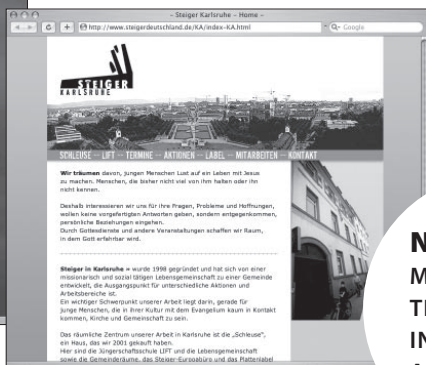 – Steiger Karlsruhe – Home –
http://www.steigerdeutschland.de/KA/index-KA.html
Q- Google
STEIGER
KARLSRUHE
SCHLEUSE -- LIFT -- TERMINE -- AKTIONEN -- LABEL -- MITARBEITEN -- KONTAKT
Wir träumen davon, jungen Menschen Lust auf ein Leben mit Jesus
zu machen. Menschen, die bisher nicht viel von ihm halten oder ihn
nicht kennen.
Deshalb interessieren wir uns für ihre Fragen, Probleme und Hoffnungen,
wollen keine vorgefertigten Antworten geben, sondern entgegenkommen,
persönliche Beziehungen eingehen.
Durch Gottesdienste und andere Veranstaltungen schaffen wir Raum,
in dem Gott erfahrbar wird.
Steiger in Karlsruhe » wurde 1998 gegründet und hat sich von einer
missionarisch und sozial tätigen Lebensgemeinschaft zu einer Gemeinde
entwickelt, die Ausgangspunkt für unterschiedliche Aktionen und
Arbeitsbereiche ist.
Ein wichtiger Schwerpunkt unserer Arbeit liegt darin, gerade für
junge Menschen, die in ihrer Kultur mit dem Evangelium kaum in Kontakt
kommen, Kirche und Gemeinschaft zu sein.
Das räumliche Zentrum unserer Arbeit in Karlsruhe ist die „Schleuse",
ein Haus, das wir 2001 gekauft haben.
Hier sind die Jüngerschaftsschule LIFT und die Lebensgemeinschaft
sowie die Gemeinderäume, das Steiger-Eurosbüro und das Plattenlabel
N
M
T
IN